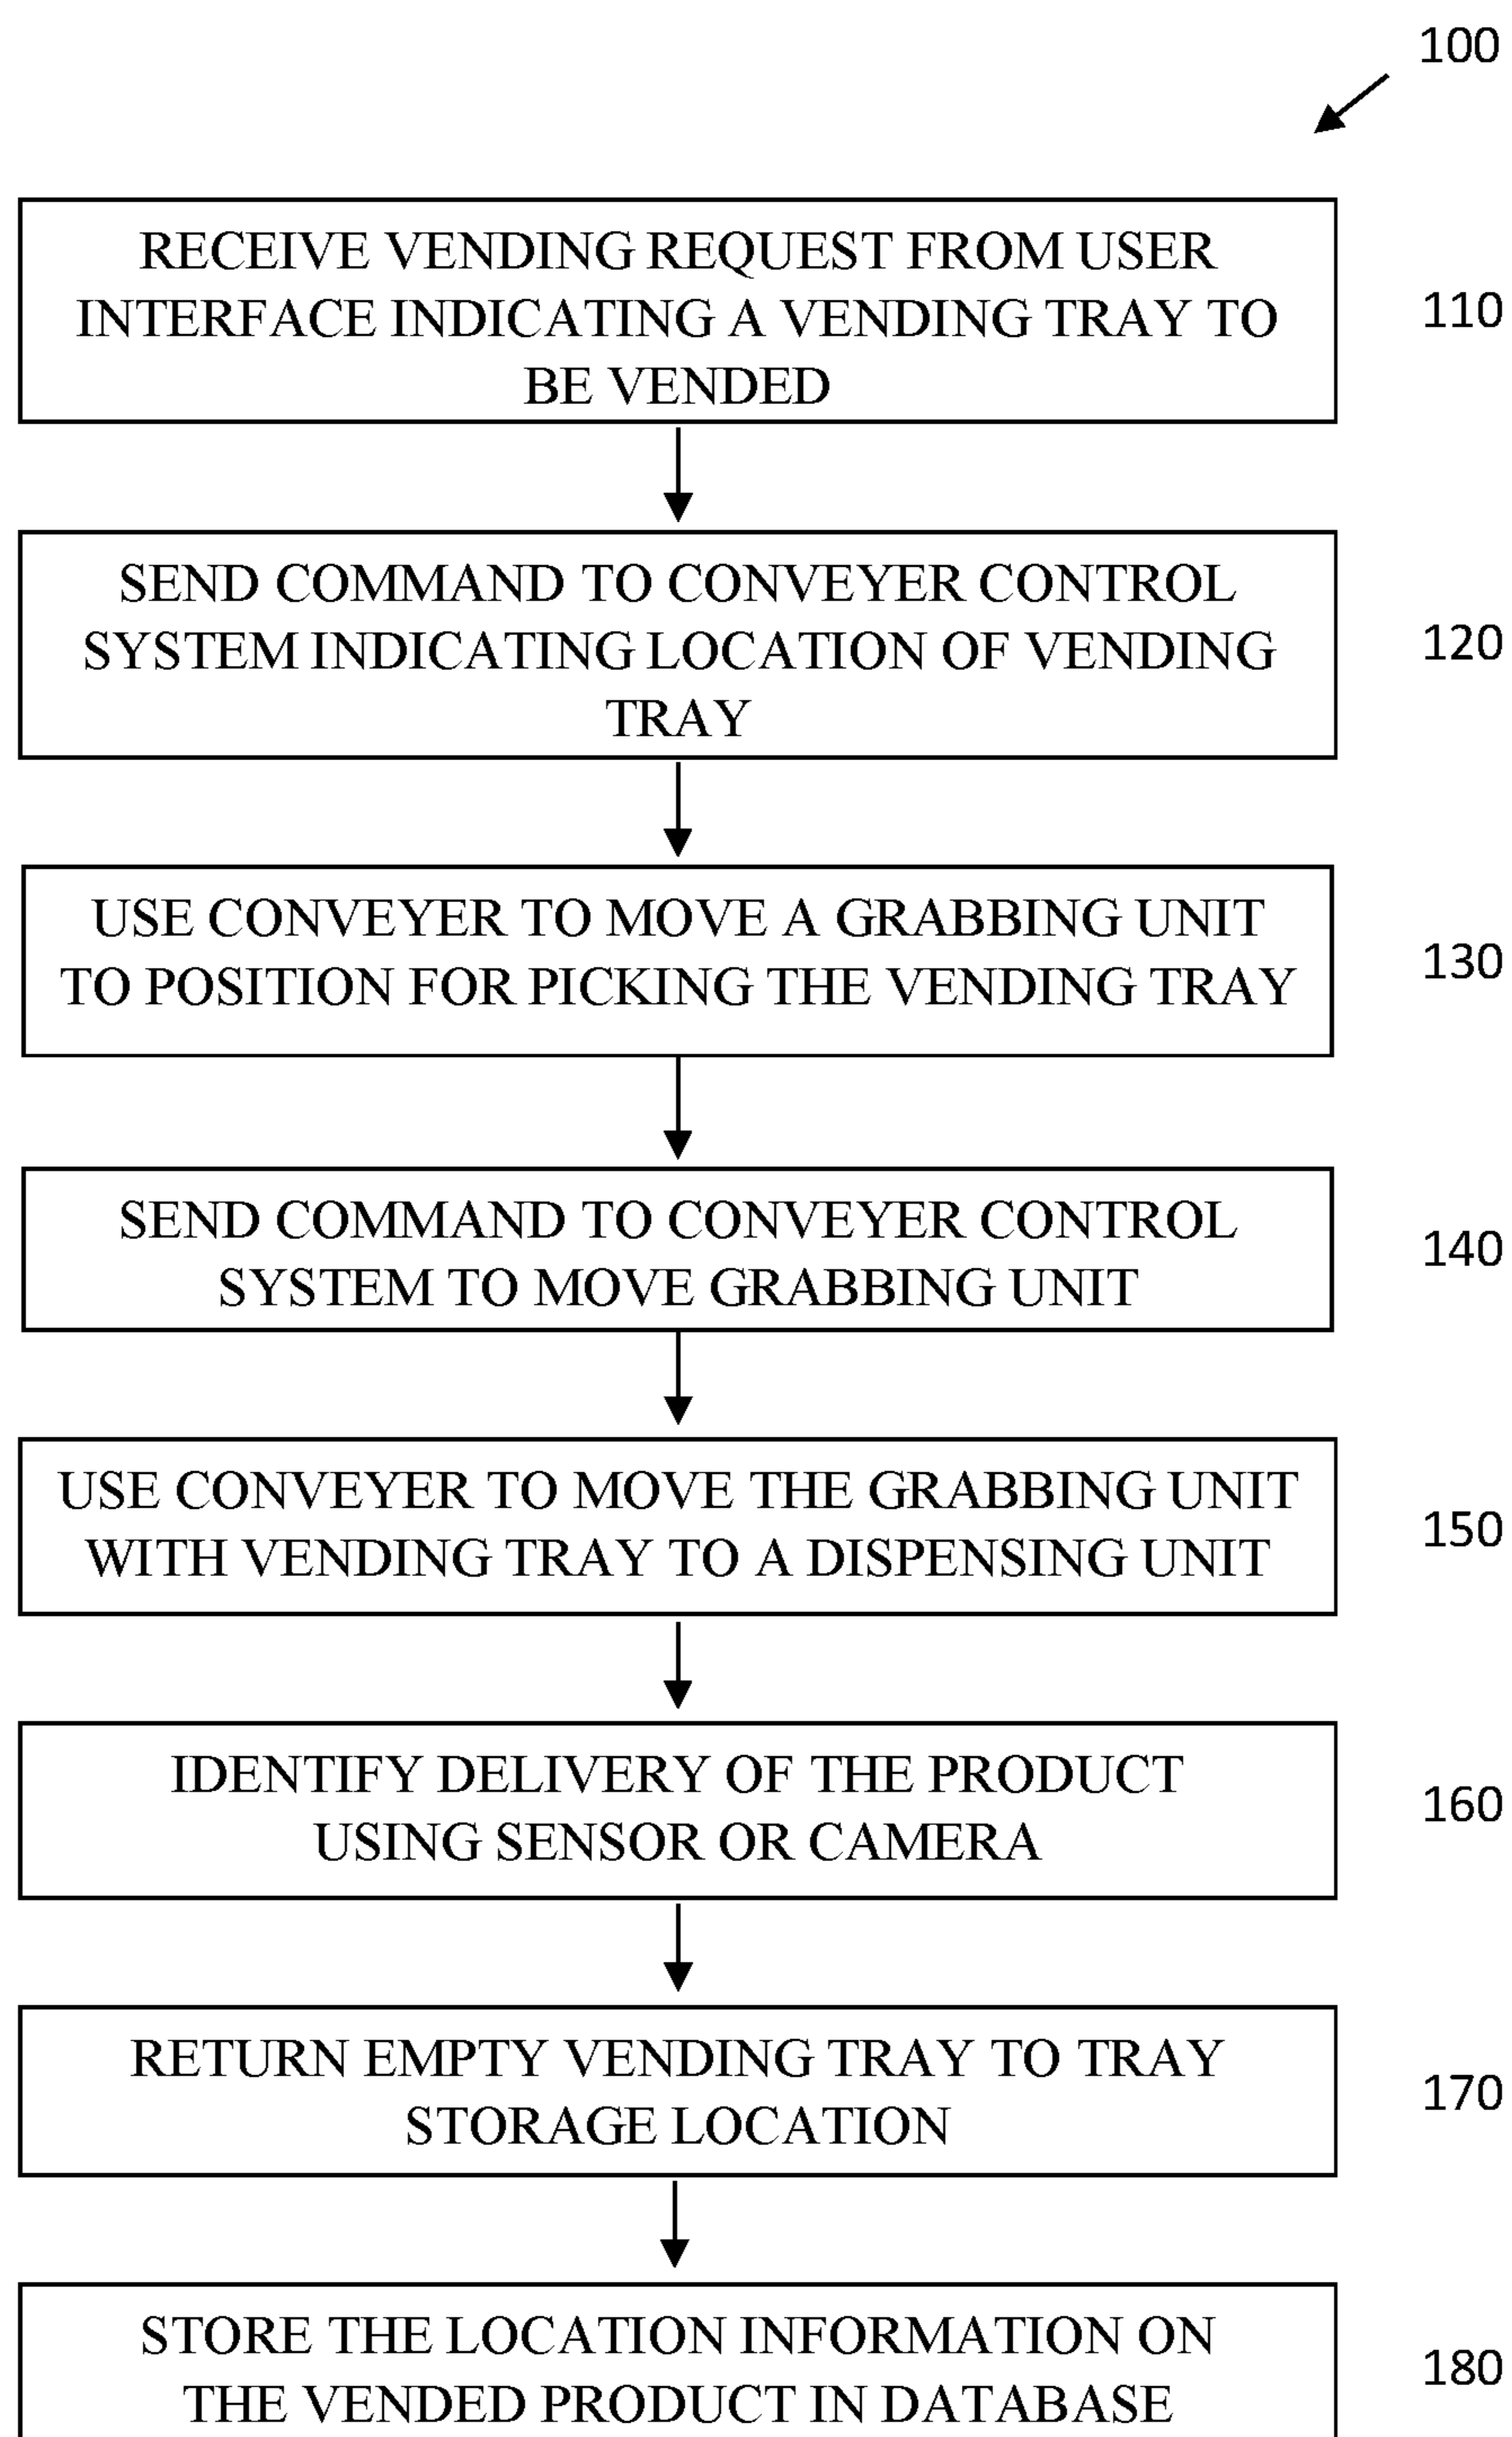 100
RECEIVE VENDING REQUEST FROM USER
INTERFACE INDICATING A VENDING TRAY TO
BE VENDED
110
SEND COMMAND TO CONVEYER CONTROL
SYSTEM INDICATING LOCATION OF VENDING
TRAY
120
USE CONVEYER TO MOVE A GRABBING UNIT
TO POSITION FOR PICKING THE VENDING TRAY
130
SEND COMMAND TO CONVEYER CONTROL
SYSTEM TO MOVE GRABBING UNIT
140
USE CONVEYER TO MOVE THE GRABBING UNIT
WITH VENDING TRAY TO A DISPENSING UNIT
150
IDENTIFY DELIVERY OF THE PRODUCT
USING SENSOR OR CAMERA
160
RETURN EMPTY VENDING TRAY TO TRAY
STORAGE LOCATION
170
STORE THE LOCATION INFORMATION ON
THE VENDED PRODUCT IN DATABASE
180